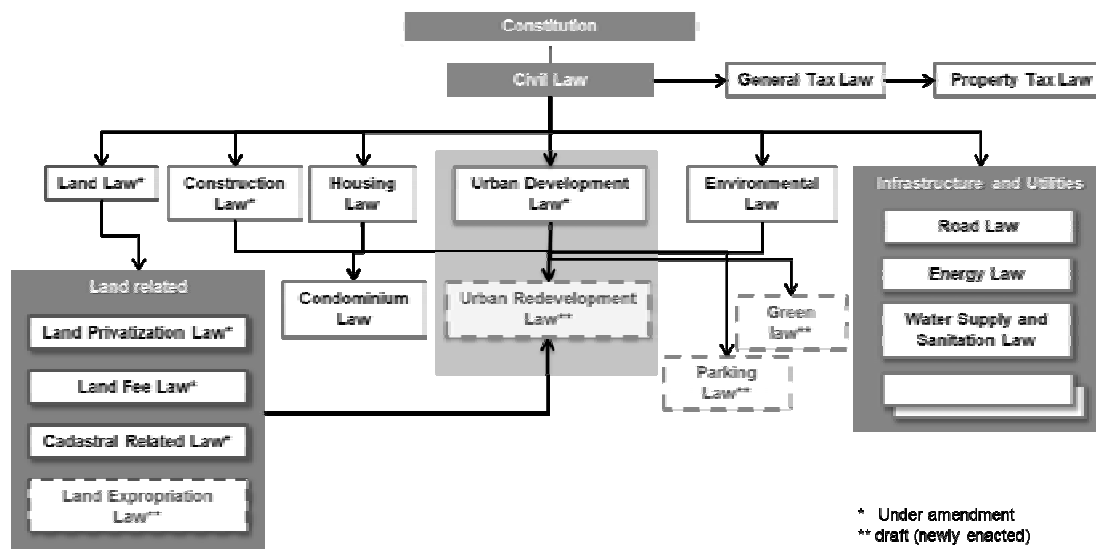 Constitution
Civil Law
General Tax Law
Property Tax Law
Land Law*
Construction
Law*
Housing
Law
Urban Development
Law*
Environmental
Law
Infrastructure and Utilities
Road Law
Energy Law
Water Supply and
Sanitation Law
Land related
Land Privatization Law*
Land Fee Law*
Cadastral Related Law*
Land Expropriation
Law**
Condominium
Law
Urban Redevelopment
Law**
Green
law**
Parking
Law**
* Under amendment
** draft (newly enacted)